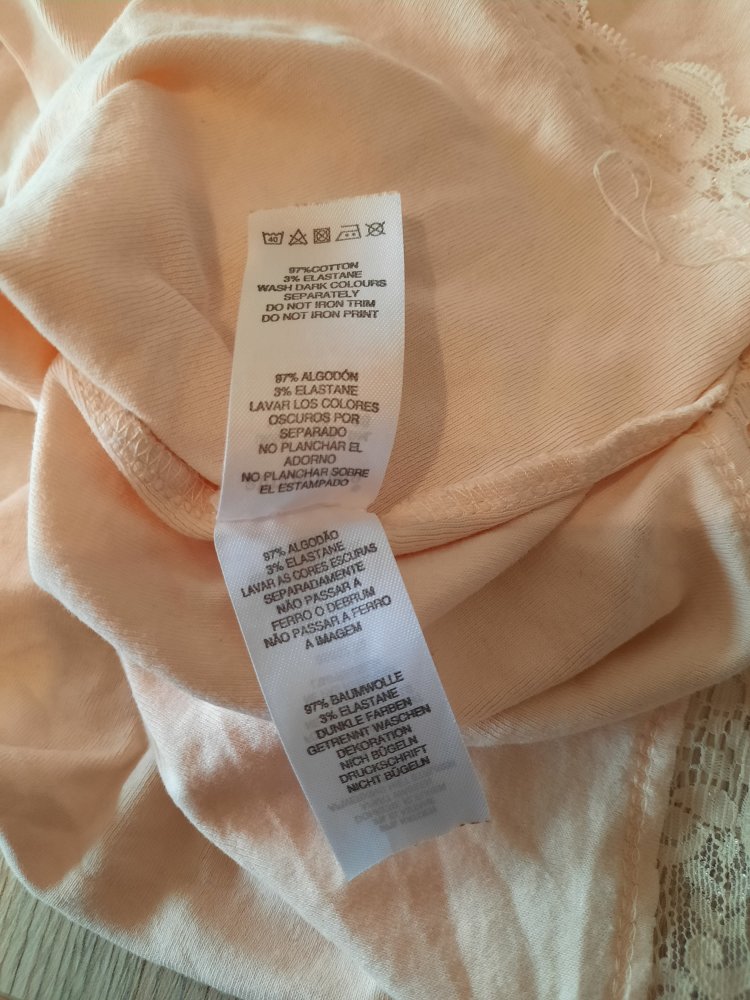 40
97%COTTON
3% ELASTANE
WASH DARK COLOURS
SEPARATELY
DO NOT IRON TRIM
DO NOT IRON PRINT
97% ALGODÓN
3% ELASTANE
LAVAR LOS COLORES
OSCUROS POR
SEPARADO
NO PLANCHAR EL
ADORNO
NO PLANCHAR SOBRE
EL ESTAMPADO
97% ALGODÃO
3% ELASTANE
LAVAR AS CORES ESCURAS
SEPARADAMENTE
NÃO PASSAR A
FERRO O DEBRUM
NÃO PASSAR Á FERRO
A IMAGEM
97% BAUMWOLLE
3% ELASTANE
DUNKLE FARBEN
GETRENNT WASCHEN
DEKORATION
NICH BÜGELN
DRUCKSCHRIFT
NICHT BÜGELN